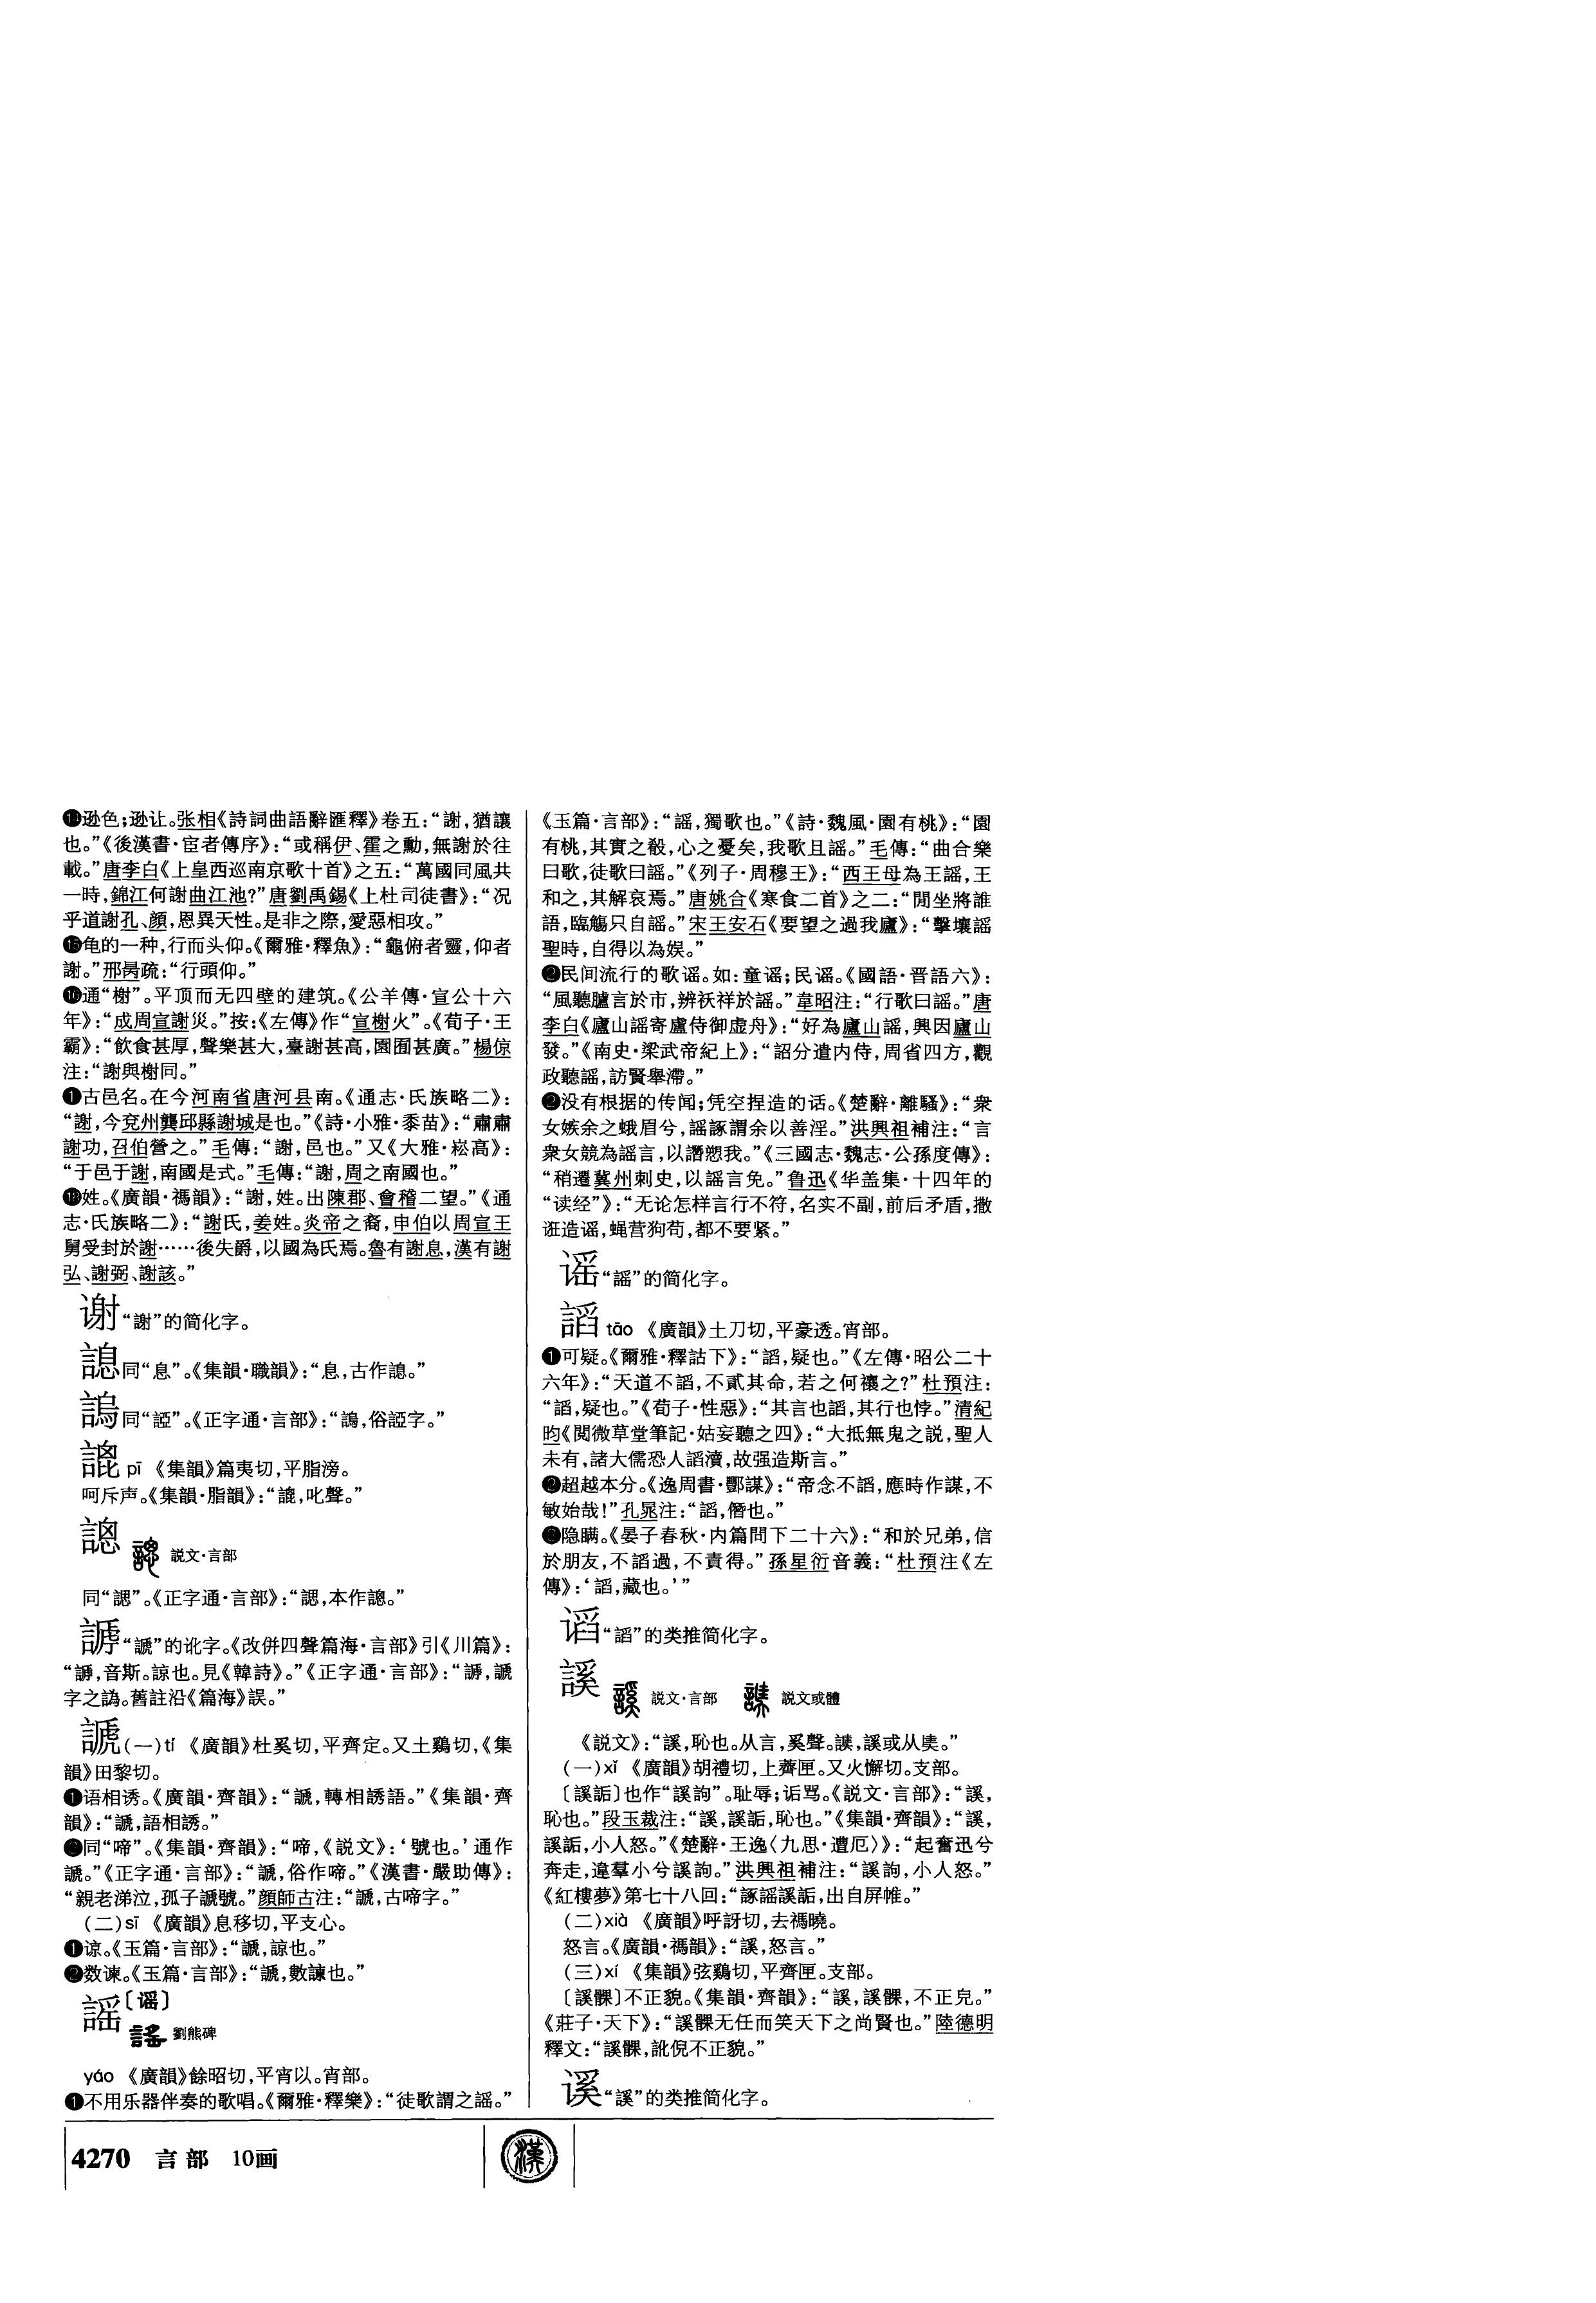 ⓮逊色;逊让。张相《詩詞曲語辭匯釋》卷五:“謝,猶讓
也。”《後漢書·宦者傳序》:“或稱伊、霍之勳,無謝於往
載。”唐李白《上皇西巡南京歌十首》之五:“萬國同風共
一時,錦江何謝曲江池?”唐劉禹錫《上杜司徒書》:“况
乎道謝孔、顔,恩異天性。是非之際,愛惡相攻。”
⓯龟的一种,行而头仰。《爾雅·釋魚》:“龜俯者靈,仰者
謝。”邢昺疏:“行頭仰。”
⓰通“榭”。平顶而无四壁的建筑。《公羊傳·宣公十六
年》:“成周宣謝災。”按:《左傳》作“宣榭火”。《荀子·王
霸》:“飲食甚厚,聲樂甚大,臺謝甚高,園囿甚廣。”楊倞
注:“謝與榭同。”
古邑名。在今河南省唐河县南。《通志·氏族略二》:
“謝,今兗州龔邱縣謝城是也。”《詩·小雅·黍苗》:“肅肅
謝功,召伯營之。”毛傳:“謝,邑也。”又《大雅·崧高》:
“于邑于謝,南國是式。”毛傳:“謝,周之南國也。”
⓲姓。《廣韻·禡韻》:“謝,姓。出陳郡、會稽二望。”《通
志·氏族略二》:“謝氏,姜姓。炎帝之裔,申伯以周宣王
舅受封於謝……後失爵,以國為氏焉。魯有謝息,漢有謝
弘、謝弼、謝該。”
谢“謝”的简化字。
諰同“息”。《集韻·職韻》:“息,古作䜏。”
䛩同“諲”。《正字通·言部》:“䛩,俗諲字。”
pī 《集韻》篇夷切,平脂滂。
呵斥声。《集韻·脂韻》:“䛗,叱聲。”
説文·言部
同“諰”。《正字通·言部》:“諰,本作𧪩。”
“謕”的讹字。《改併四聲篇海·言部》引《川篇》:
“謕,音斯。諒也。見《韓詩》。”《正字通·言部》:“謕,謕
字之譌。舊註沿《篇海》誤。”
謕(一)tí 《廣韻》杜奚切,平齊定。又土鷄切,《集
韻》田黎切。
❶语相诱。《廣韻·齊韻》:“謕,轉相誘語。”《集韻·齊
韻》:“謕,語相誘。”
❷同“啼”。《集韻·齊韻》:“啼,《説文》:‘號也。’通作
謕。”《正字通·言部》:“謕,俗作啼。”《漢書·嚴助傳》:
“親老涕泣,孤子謕號。”顔師古注:“謕,古啼字。”
(二)sī 《廣韻》息移切,平支心。
❶谅。《玉篇·言部》:“謕,諒也。”
❷数谏。《玉篇·言部》:“謕,數諫也。”
謡〔谣〕
劉熊碑
yáo 《廣韻》餘昭切,平宵以。宵部。
❶不用乐器伴奏的歌唱。《爾雅·釋樂》:“徒歌謂之謡。”
《玉篇·言部》:“謡,獨歌也。”《詩·魏風·園有桃》:“園
有桃,其實之殽,心之憂矣,我歌且謡。”毛傳:“曲合樂
曰歌,徒歌曰謡。”《列子·周穆王》:“西王母為王謡,王
和之,其解哀焉。”唐姚合《寒食二首》之二:“閒坐將誰
語,臨觴只自謡。”宋王安石《要望之過我廬》:“擊壤謡
聖時,自得以為娱。”
❷民间流行的歌谣。如:童谣;民谣。《國語·晋語六》:
“風聽臚言於市,辨袄祥於謡。”韋昭注:“行歌曰謡。”唐
李白《廬山謡寄盧侍御虚舟》:“好為廬山謡,興因廬山
發。”《南史·梁武帝紀上》:“詔分遣内侍,周省四方,觀
政聽謡,訪賢舉滯。”
❷没有根据的传闻;凭空捏造的话。《楚辭·離騷》:“衆
女嫉余之蛾眉兮,謡諑謂余以善淫。”洪興祖補注:“言
衆女競為謡言,以譖愬我。”《三國志·魏志·公孫度傳》:
“稍遷冀州刺史,以謡言免。”鲁迅《华盖集·十四年的
“读经”》:“无论怎样言行不符,名实不副,前后矛盾,撒
诳造谣,蝇营狗苟,都不要紧。”
谣“謡”的简化字。
謟 tāo 《廣韻》土刀切,平豪透。宵部。
❶可疑。《爾雅·釋詁下》:“謟,疑也。”《左傳·昭公二十
六年》:“天道不謟,不貳其命,若之何禳之?”杜預注:
“謟,疑也。”《荀子·性惡》:“其言也謟,其行也悖。”清紀
昀《閲微草堂筆記·姑妄聽之四》:“大抵無鬼之説,聖人
未有,諸大儒恐人謟瀆,故强造斯言。”
❷超越本分。《逸周書·酆謀》:“帝念不謟,應時作謀,不
敏始哉!”孔晁注:“謟,僭也。”
❸隐瞒。《晏子春秋·内篇問下二十六》:“和於兄弟,信
於朋友,不謟過,不責得。”孫星衍音義:“杜預注《左
傳》:‘謟,藏也。’”
“謟”的类推简化字。
謑 説文·言部 説文或體
《説文》:“謑,恥也。从言,奚聲。謨,謑或从𡘿。”
(一)xǐ 《廣韻》胡禮切,上薺匣。又火懈切。支部。
〔謑詬〕也作“謑訽”。耻辱;诟骂。《説文·言部》:“謑,
恥也。”段玉裁注:“謑,謑詬,恥也。”《集韻·齊韻》:“謑,
謑詬,小人怒。”《楚辭·王逸〈九思·遭厄〉》:“起奮迅兮
奔走,違羣小兮謑訽。”洪興祖補注:“謑訽,小人怒。”
《紅樓夢》第七十八回:“諑謡謑詬,出自屏帷。”
(二)xià 《廣韻》呼訝切,去禡曉。
怒言。《廣韻·禡韻》:“謑,怒言。”
(三)xí 《集韻》弦鷄切,平齊匣。支部。
〔謑髁〕不正貌。《集韻·齊韻》:“謑,謑髁,不正皃。”
《莊子·天下》:“謑髁无任而笑天下之尚賢也。”陸德明
釋文:“謑髁,訛倪不正貌。”
“謑”的类推简化字。
4270 言部 10画
漢